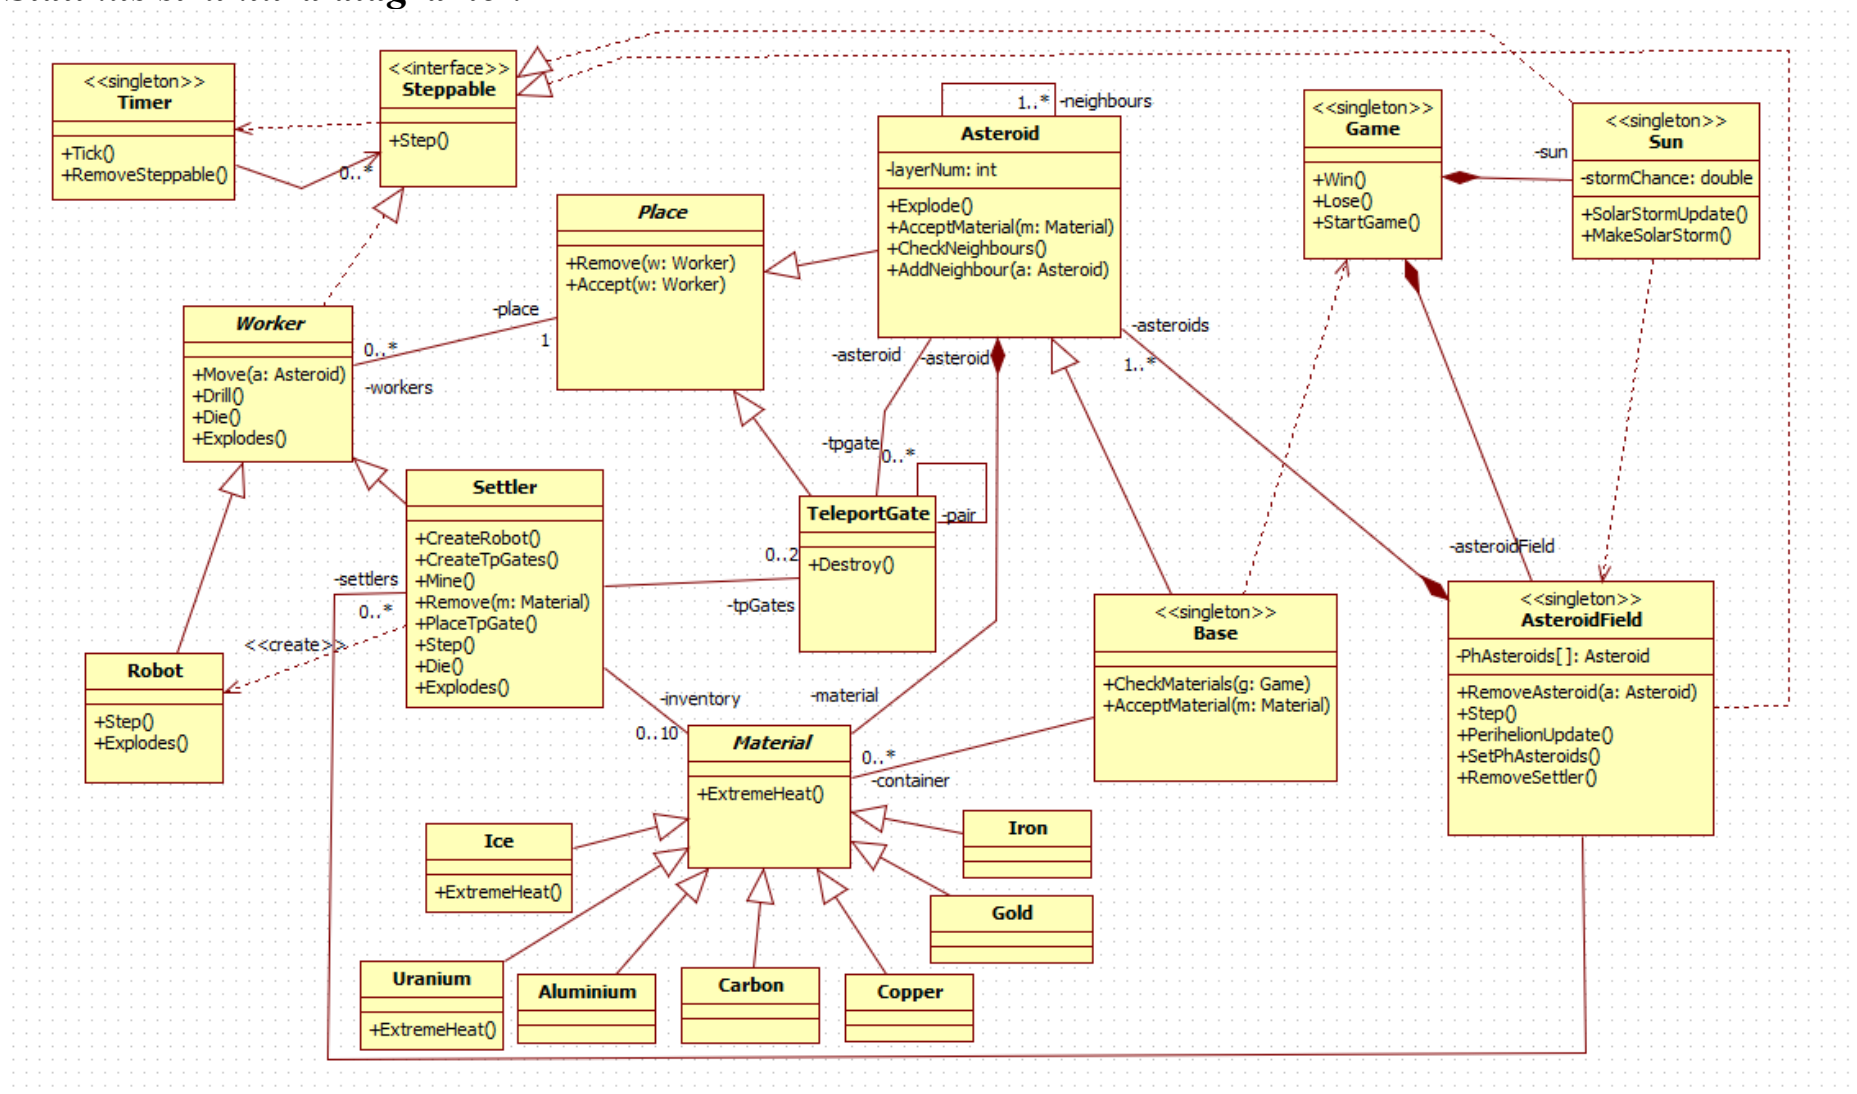 <<singleton>>
Timer
+Tick()
+RemoveSteppable()
<<interface>>
Steppable
+Step()
0..*
Asteroid
-layerNum: int
+Explode()
+AcceptMaterial(m: Material)
+CheckNeighbours()
+AddNeighbour(a: Asteroid)
1..*
-neighbours
<<singleton>>
Game
+Win()
+Lose()
+StartGame()
-sun
<<singleton>>
Sun
-stormChance: double
+SolarStormUpdate()
+MakeSolarStorm()
Place
+Remove(w: Worker)
+Accept(w: Worker)
-place
1
0..*
-workers
Worker
+Move(a: Asteroid)
+Drill()
+Die()
+Explodes()
-asteroid
-asteroid
-asteroids
1..*
-tpgate
0..*
-pair
TeleportGate
+Destroy()
0..2
-tpGates
Settler
+CreateRobot()
+CreateTpGates()
+Mine()
+Remove(m: Material)
+PlaceTpGate()
+Step()
+Die()
+Explodes()
-settlers
0..*
<<create>>
Robot
+Step()
+Explodes()
-inventory
0..10
-material
Material
+ExtremeHeat()
0..*
-container
<<singleton>>
Base
+CheckMaterials(g: Game)
+AcceptMaterial(m: Material)
-asteroidField
<<singleton>>
AsteroidField
-PhAsteroids[]: Asteroid
+RemoveAsteroid(a: Asteroid)
+Step()
+PerihelionUpdate()
+SetPhAsteroids()
+RemoveSettler()
Ice
+ExtremeHeat()
Iron
Gold
Uranium
+ExtremeHeat()
Aluminium
Carbon
Copper